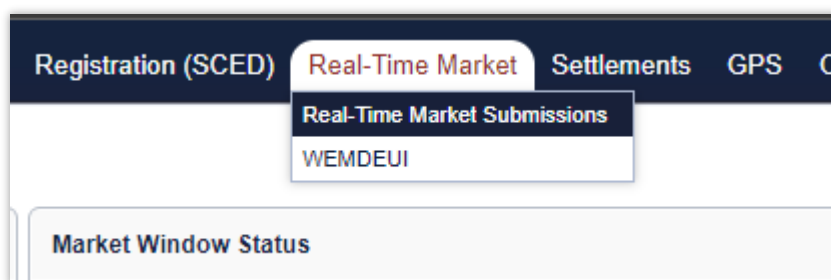 Registration (SCED) Real-Time Market Settlements GPS
Real-Time Market Submissions
WEMDEUI
Market Window Status